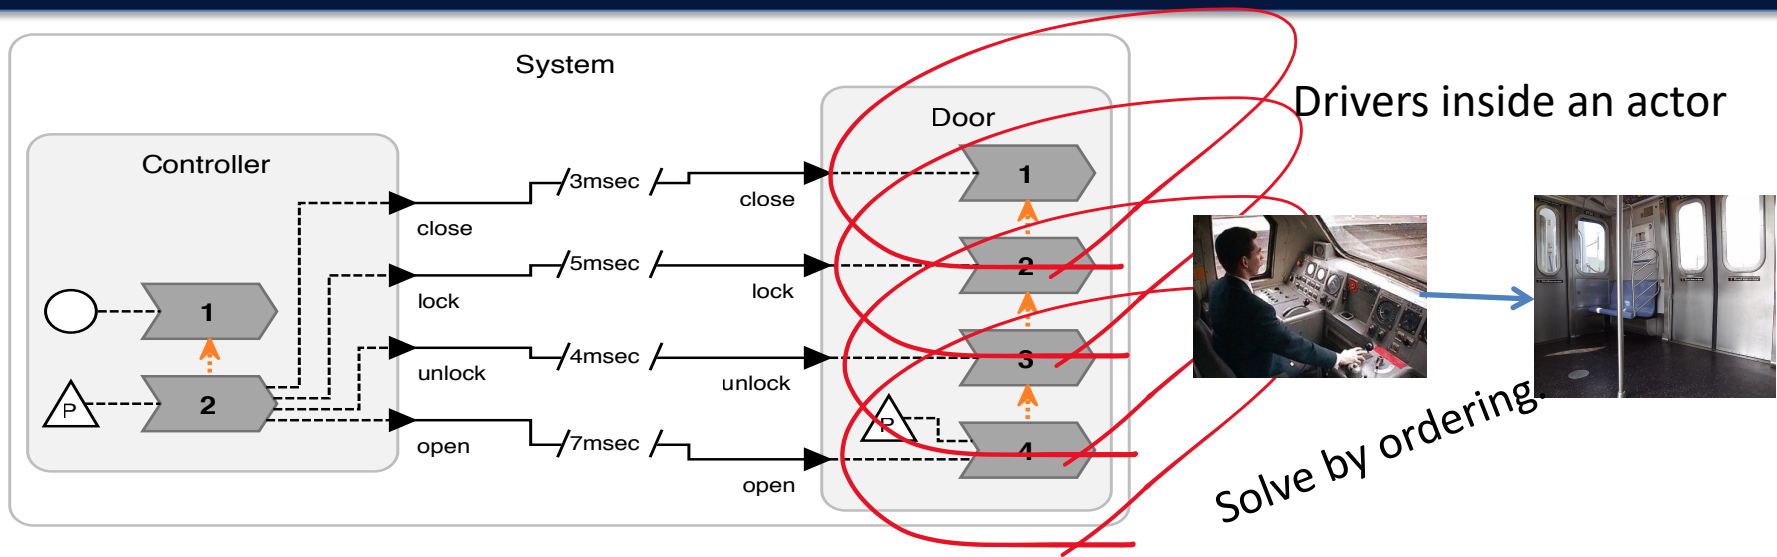 System
Door
Drivers inside an actor
Controller
1
3msec
close
close
2
5msec
lock
lock
1
3
4msec
unlock
unlock
P
2
P
4
7msec
open
open
Solve by ordering.